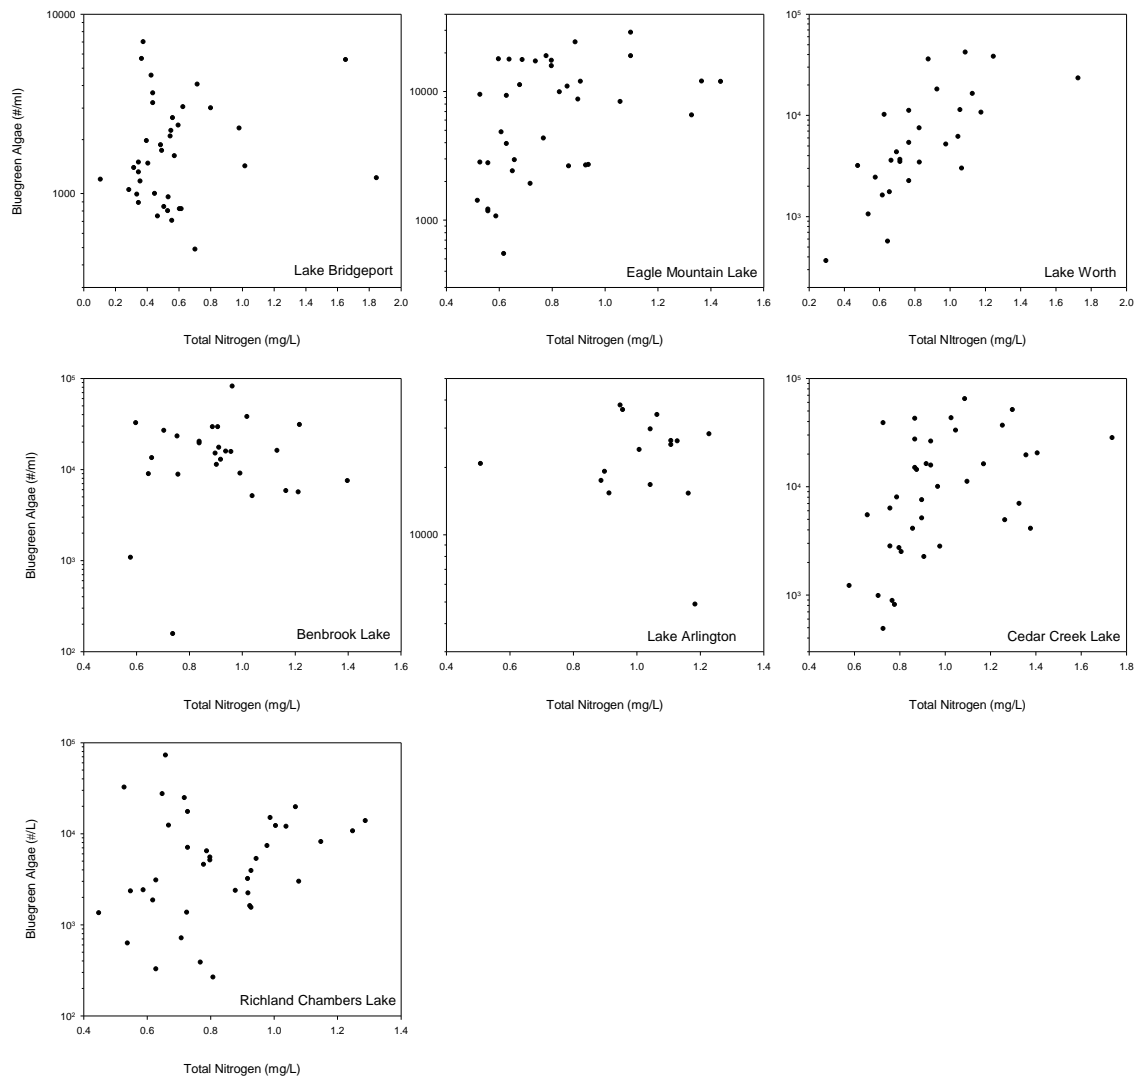 10000
1000
Bluegreen Algae (#/ml)
Lake Bridgeport
0.0 0.2 0.4 0.6 0.8 1.0 1.2 1.4 1.6 1.8 2.0
Total Nitrogen (mg/L)
10000
1000
Eagle Mountain Lake
0.4 0.6 0.8 1.0 1.2 1.4 1.6
Total Nitrogen (mg/L)
10⁵
10⁴
10³
Lake Worth
0.2 0.4 0.6 0.8 1.0 1.2 1.4 1.6 1.8 2.0
Total NItrogen (mg/L)
10⁵
10⁴
10³
10²
Bluegreen Algae (#/ml)
Benbrook Lake
0.4 0.6 0.8 1.0 1.2 1.4 1.6
Total Nitrogen (mg/L)
10000
Lake Arlington
0.4 0.6 0.8 1.0 1.2 1.4
Total Nitrogen (mg/L)
10⁵
10⁴
10³
Cedar Creek Lake
0.4 0.6 0.8 1.0 1.2 1.4 1.6 1.8
Total Nitrogen (mg/L)
10⁵
10⁴
10³
10²
Bluegreen Algae (#/L)
Richland Chambers Lake
0.4 0.6 0.8 1.0 1.2 1.4
Total Nitrogen (mg/L)